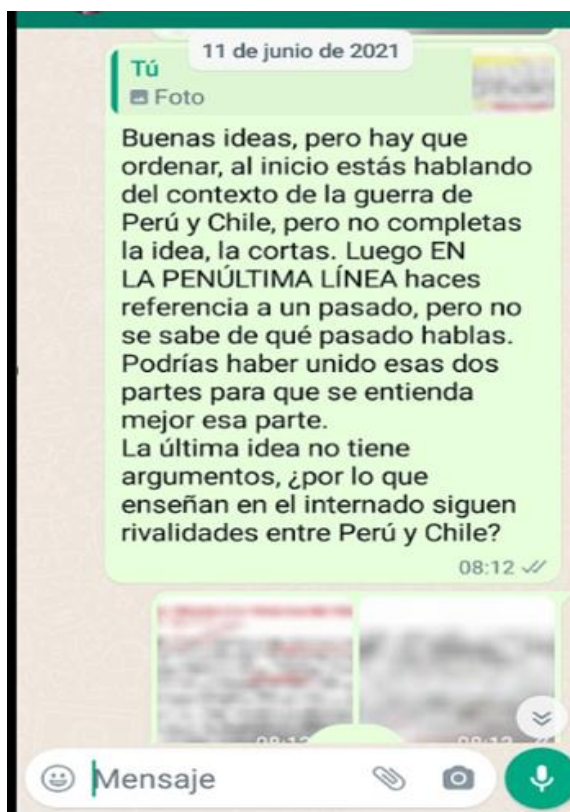 11 de junio de 2021
Tú
Foto
Buenas ideas, pero hay que
ordenar, al inicio estás hablando
del contexto de la guerra de
Perú y Chile, pero no completas
la idea, la cortas. Luego EN
LA PENÚLTIMA LÍNEA haces
referencia a un pasado, pero no
se sabe de qué pasado hablas.
Podrías haber unido esas dos
partes para que se entienda
mejor esa parte.
La última idea no tiene
argumentos, ¿por lo que
enseñan en el internado siguen
rivalidades entre Perú y Chile?
08:12
Mensaje